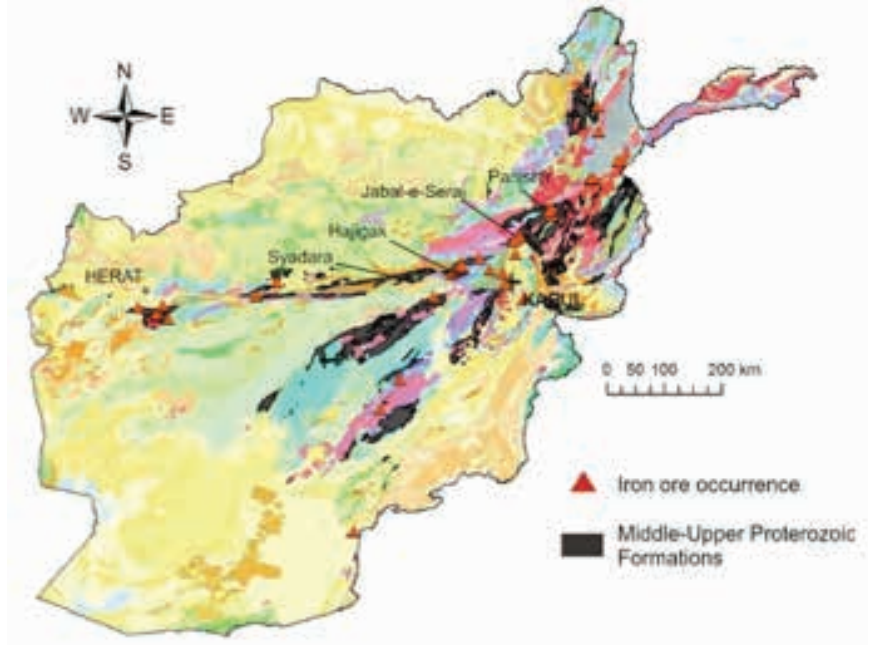 N
W E
S
Panjshir
Jabal-e-Seraj
Hajigak
Syadara
HERAT
KABUL
0 50 100 200 km
Iron ore occurrence
Middle-Upper Proterozoic
Formations